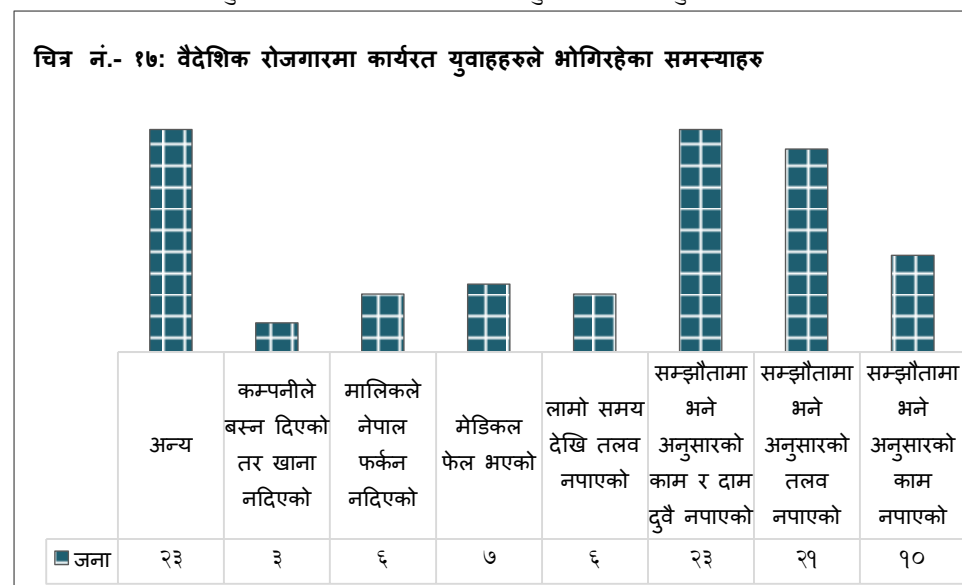 चित्र नं.- १७: वैदेशिक रोजगारमा कार्यरत युवाहहरुले भोगिरहेका समस्याहरु
अन्य
कम्पनीले
बस्न दिएको
तर खाना
नदिएको
मालिकले
नेपाल
फर्कन
नदिएको
मेडिकल
फेल भएको
लामो समय
देखि तलव
नपाएको
सम्झौतामा
भने
अनुसारको
काम र दाम
दुवै नपाएको
सम्झौतामा
भने
अनुसारको
तलव
नपाएको
सम्झौतामा
भने
अनुसारको
काम
नपाएको
जना २३ ३ ६ ७ ६ २३ २१ १०